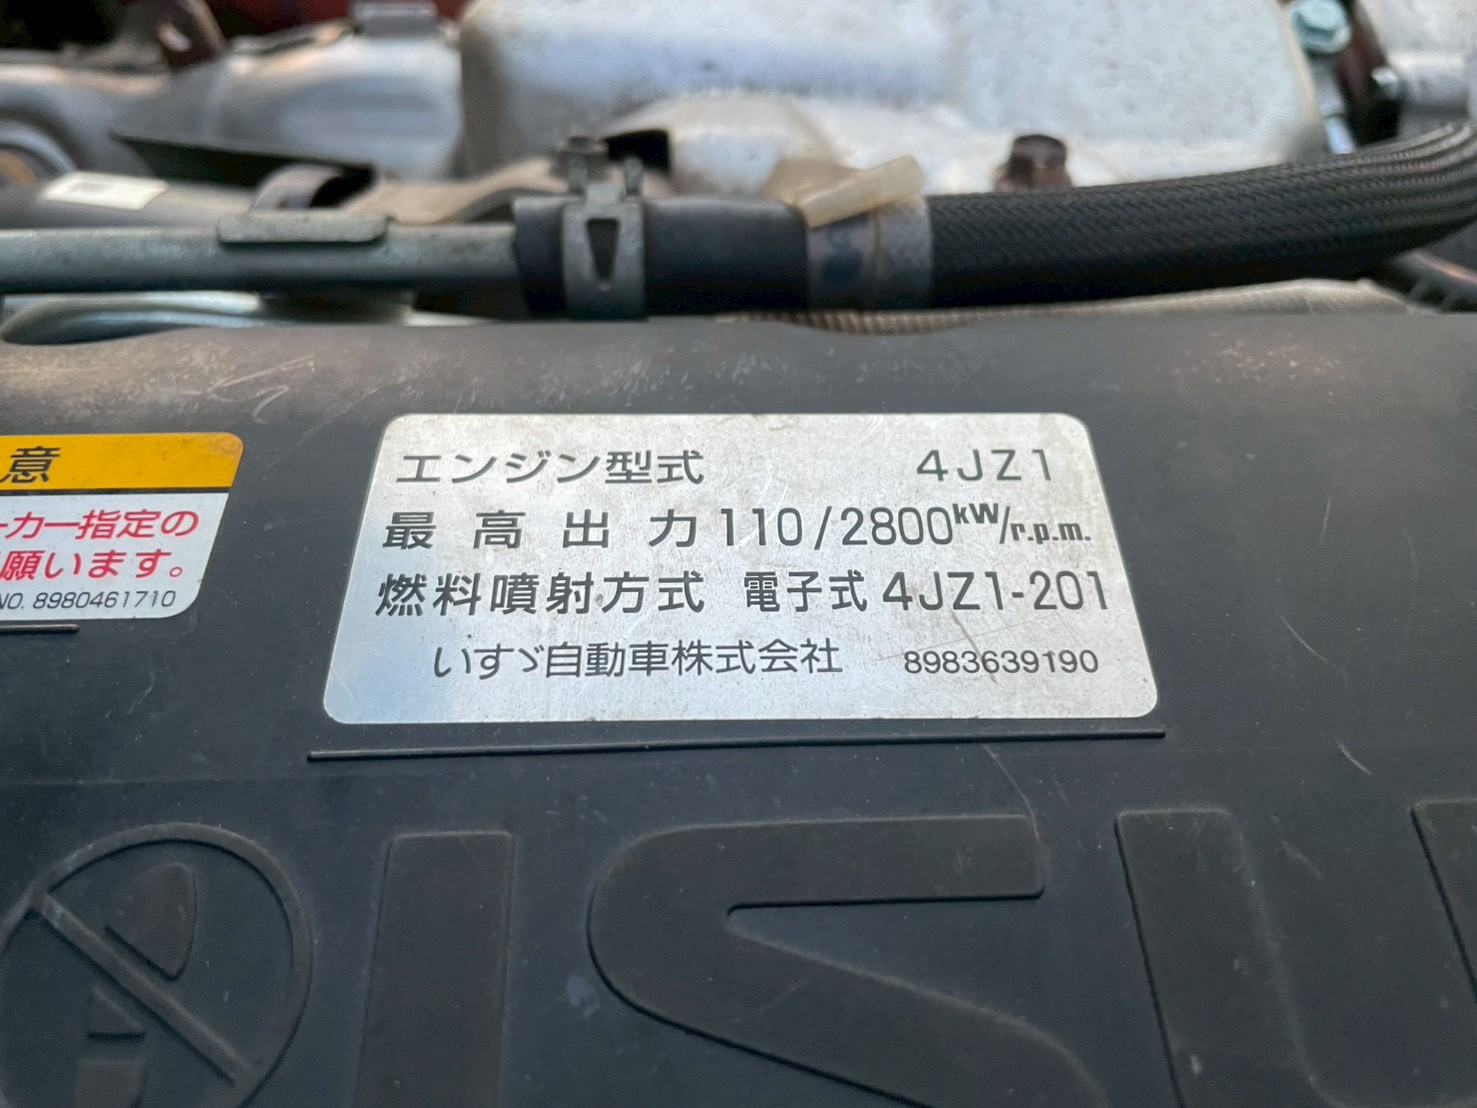 意
ーカー指定の
願います。
NO. 8980461710
エンジン型式 4JZ1
最高出力 110/2800kW/r.p.m.
燃料噴射方式 電子式 4JZ1-201
いすゞ自動車株式会社 8983639190
ISU